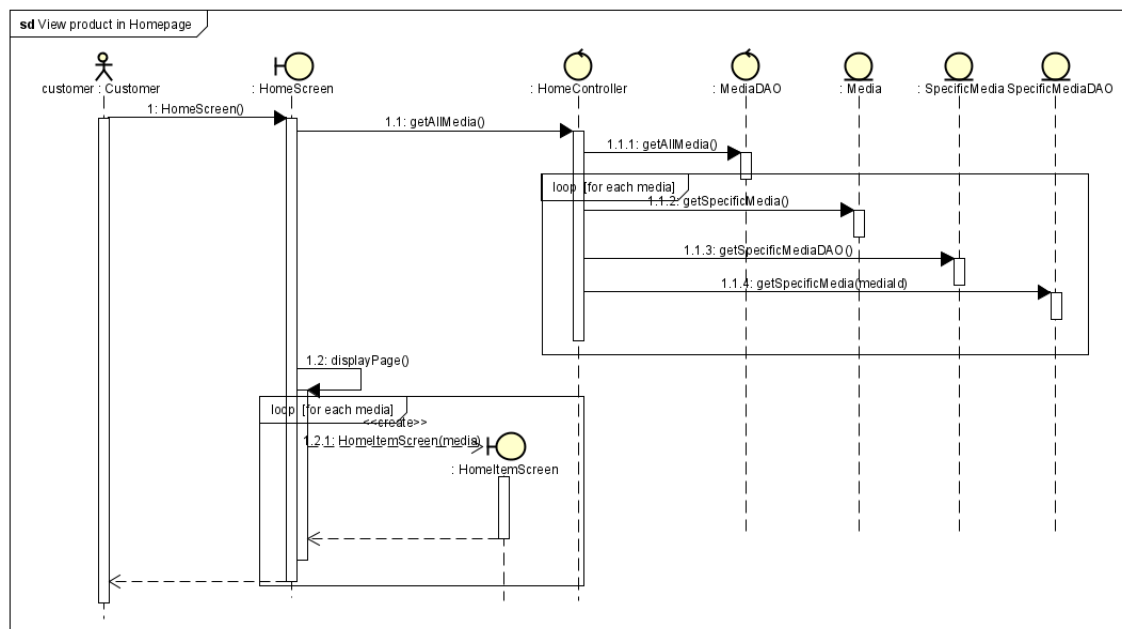 sd View product in Homepage
customer : Customer
: HomeScreen
: HomeController
: MediaDAO
: Media
: SpecificMedia
SpecificMediaDAO
1: HomeScreen()
1.1: getAllMedia()
1.1.1: getAllMedia()
loop [for each media]
1.1.2: getSpecificMedia()
1.1.3: getSpecificMediaDAO()
1.1.4: getSpecificMedia(mediaId)
1.2: displayPage()
loop [for each media]
<<create>>
1.2.1: HomeItemScreen(media)
: HomeItemScreen